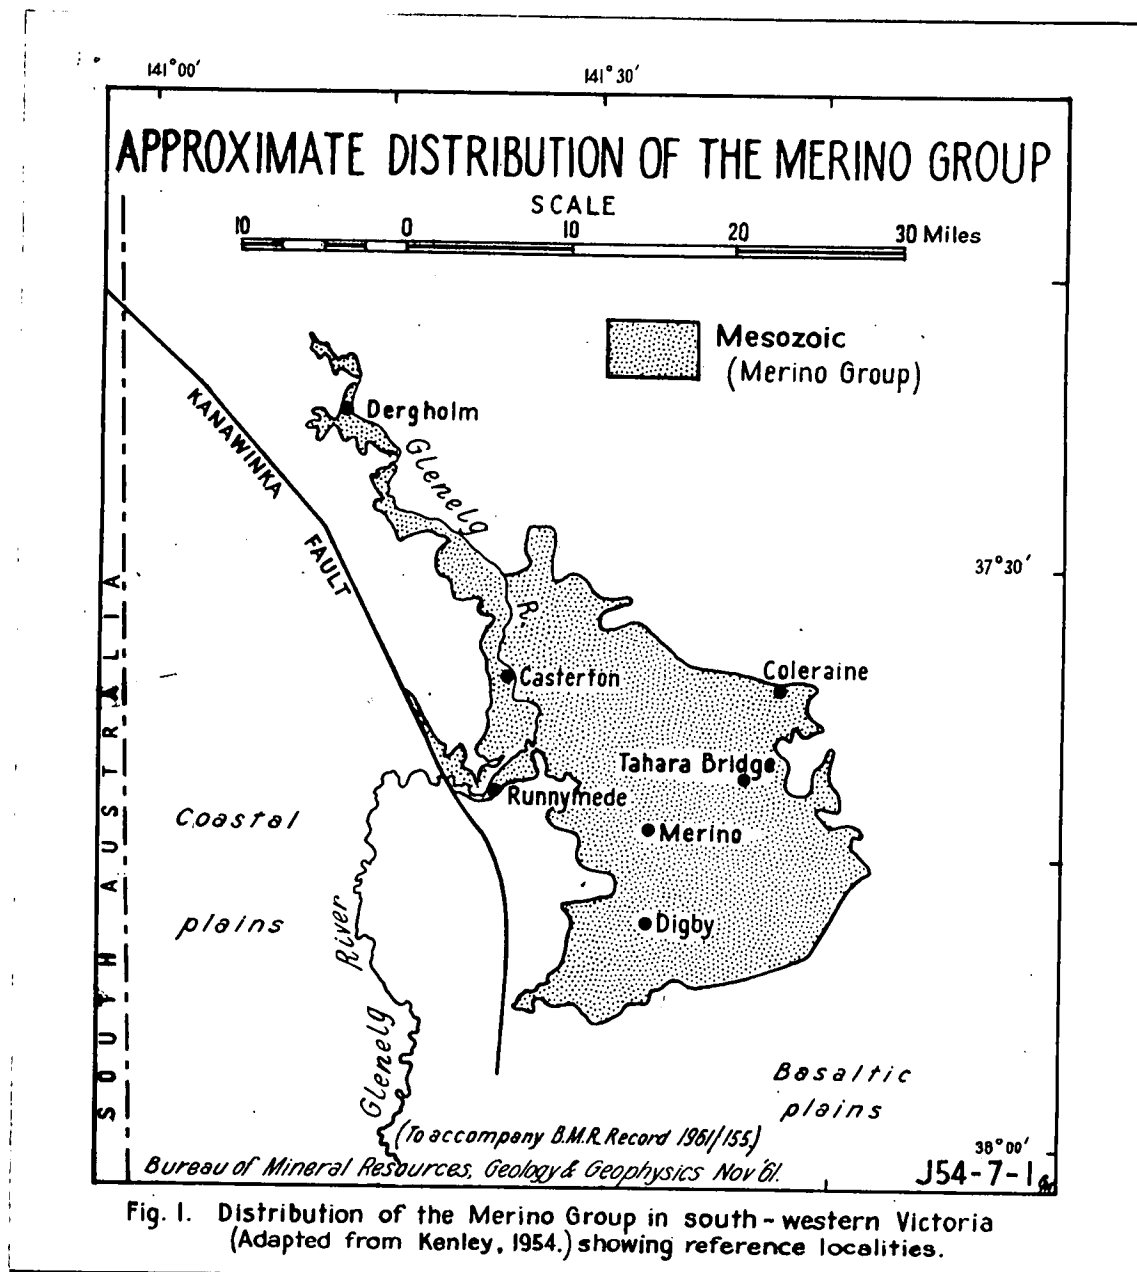 141°00′ 141°30′
APPROXIMATE DISTRIBUTION OF THE MERINO GROUP
SCALE
10 0 10 20 30 Miles
Mesozoic
(Merino Group)
KANAWINKA
FAULT
Dergholm
Glenelg
R.
37°30′
SOUTH AUSTRALIA
Casterton
Coleraine
Tahara Bridge
Runnymede
Merino
Digby
Coastal
plains
River
Glenelg
Basaltic
plains
38°00′
(To accompany B.M.R. Record 1961/155.)
Bureau of Mineral Resources, Geology & Geophysics Nov '61.
J54-7-1
Fig. 1. Distribution of the Merino Group in south-western Victoria
(Adapted from Kenley, 1954.) showing reference localities.